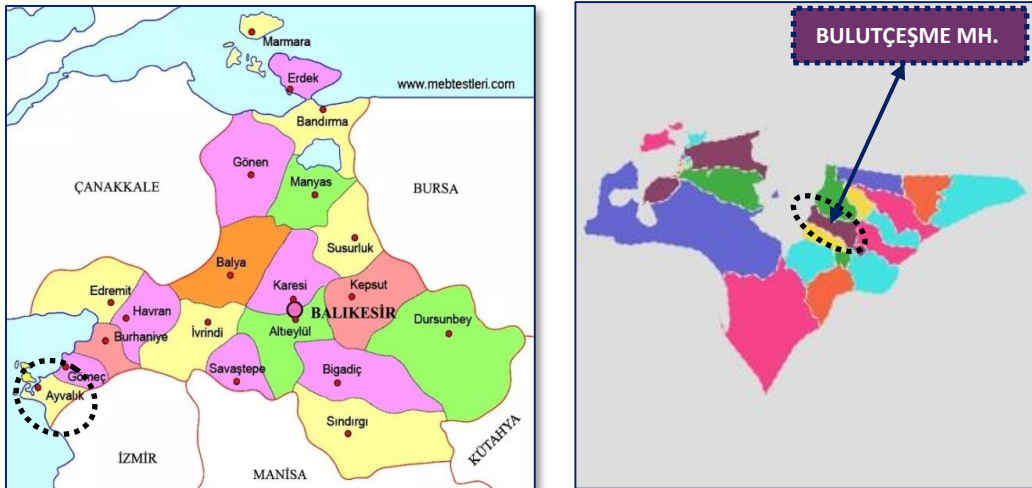 Marmara
Erdek
www.mebtestleri.com
Bandırma
Gönen
ÇANAKKALE
Manyas
BURSA
Susurluk
Balya
Karesi
Kepsut
Edremit
Havran
BALIKESİR
Dursunbey
Altıeylül
İvrindi
Burhaniye
Gömeç
Savaştepe
Bigadiç
Ayvalık
Sındırgı
KÜTAHYA
İZMİR
MANİSA
BULUTÇEŞME MH.